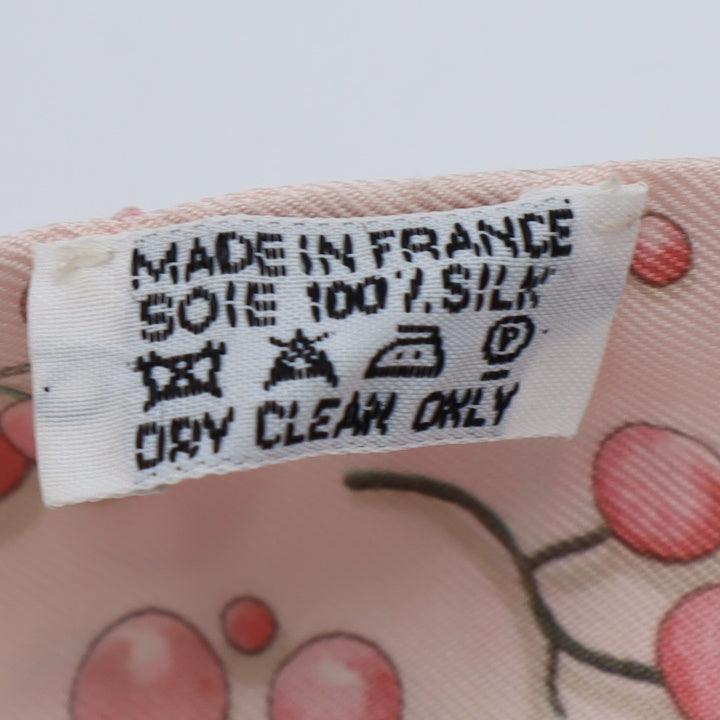 MADE IN FRANCE
SOIE 100% SILK
P
DRY CLEAN ONLY